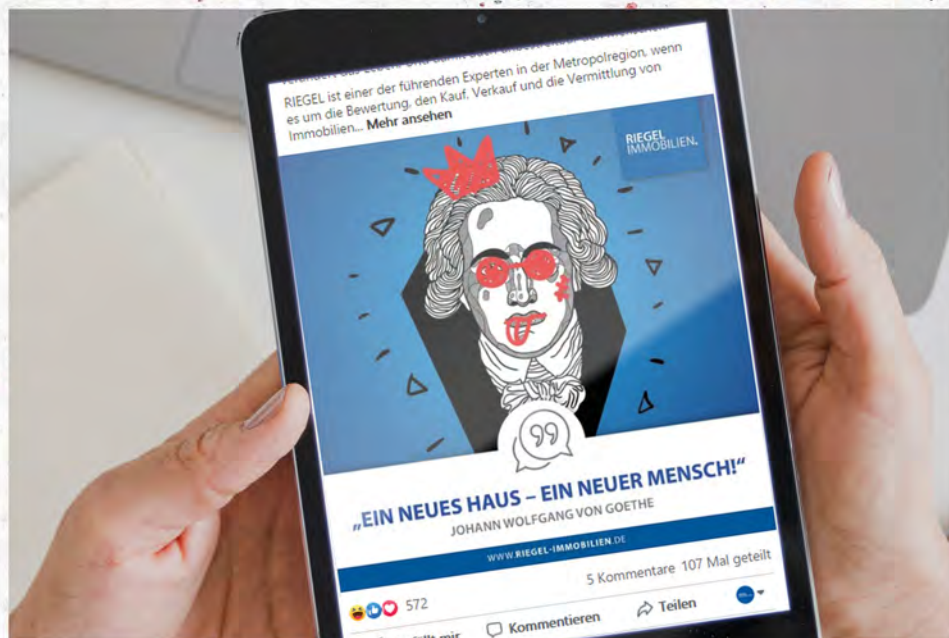 RIEGEL ist einer der führenden Experten in der Metropolregion, wenn
es um die Bewertung, den Kauf, Verkauf und die Vermittlung von
Immobilien... Mehr ansehen
RIEGEL
IMMOBILIEN.
„EIN NEUES HAUS – EIN NEUER MENSCH!“
JOHANN WOLFGANG VON GOETHE
WWW.RIEGEL-IMMOBILIEN.DE
572
5 Kommentare 107 Mal geteilt
mir
Kommentieren
Teilen